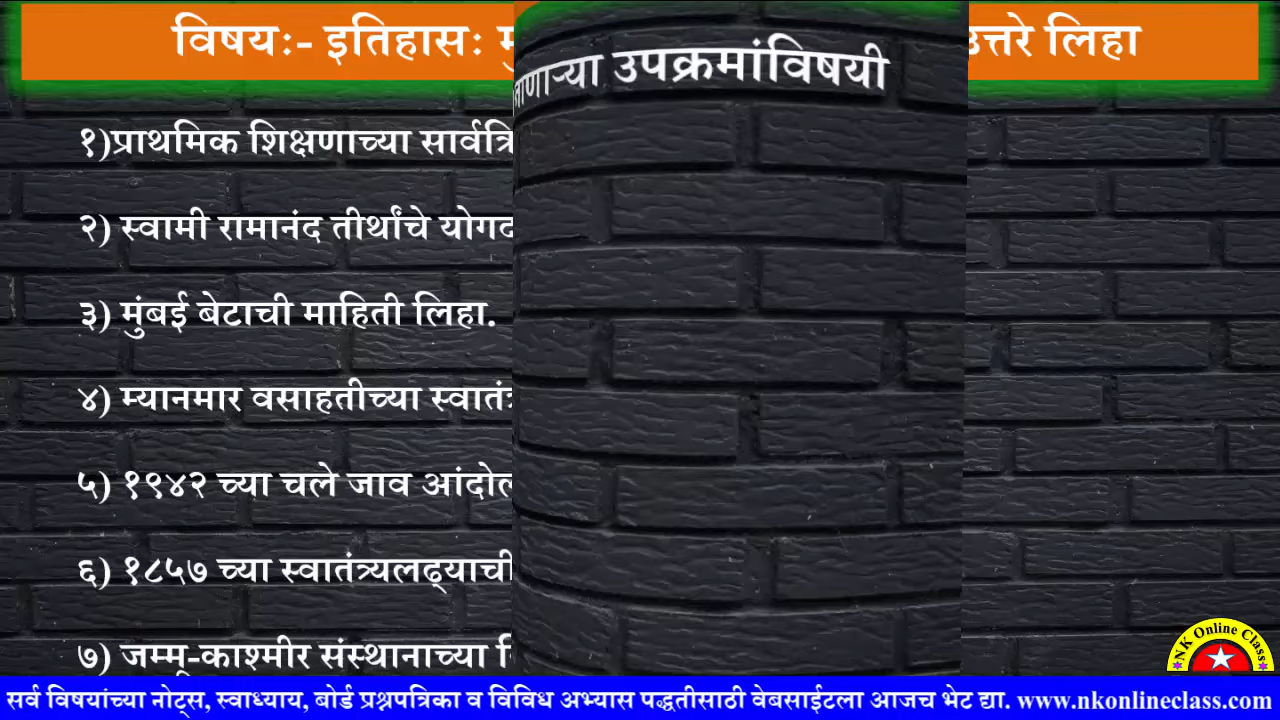 विषयः- इतिहासः उत्तरे लिहा
उपक्रमांविषयी
१)प्राथमिक शिक्षणाच्या
२) स्वामी रामानंद तीर्थांचे
३) मुंबई बेटाची माहिती लिहा.
४) म्यानमार वसाहतीच्या
५) १९४२ च्या चले जाव
६) १८५७ च्या स्वातंत्र्यलढ्याची
७) जम्मू-काश्मीर संस्थानाच्या
NK Online Class
सर्व विषयांच्या नोट्स, स्वाध्याय, बोर्ड प्रश्नपत्रिका व विविध अभ्यास पद्धतीसाठी वेबसाईटला आजच भेट द्या. www.nkonlineclass.com